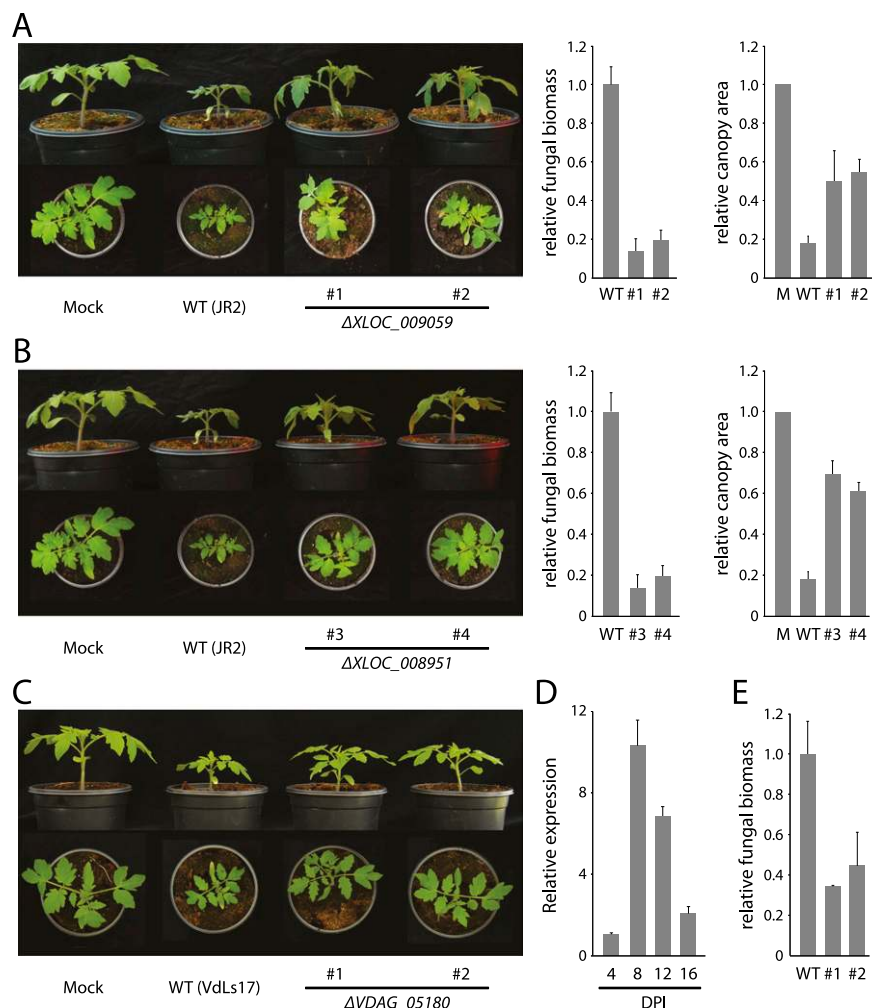 A
Mock
WT (JR2)
#1
#2
ΔXLOC_009059
relative fungal biomass
1.2
1.0
0.8
0.6
0.4
0.2
0
WT #1 #2
relative canopy area
1.2
1.0
0.8
0.6
0.4
0.2
0
M WT #1 #2
B
Mock
WT (JR2)
#3
#4
ΔXLOC_008951
relative fungal biomass
1.2
1.0
0.8
0.6
0.4
0.2
0
WT #3 #4
relative canopy area
1.2
1.0
0.8
0.6
0.4
0.2
0
M WT #3 #4
C
Mock
WT (VdLs17)
#1
#2
ΔVDAG_05180
D
Relative expression
12
8
4
0
4 8 12 16
DPI
E
relative fungal biomass
1.2
1.0
0.8
0.6
0.4
0.2
0
WT #1 #2